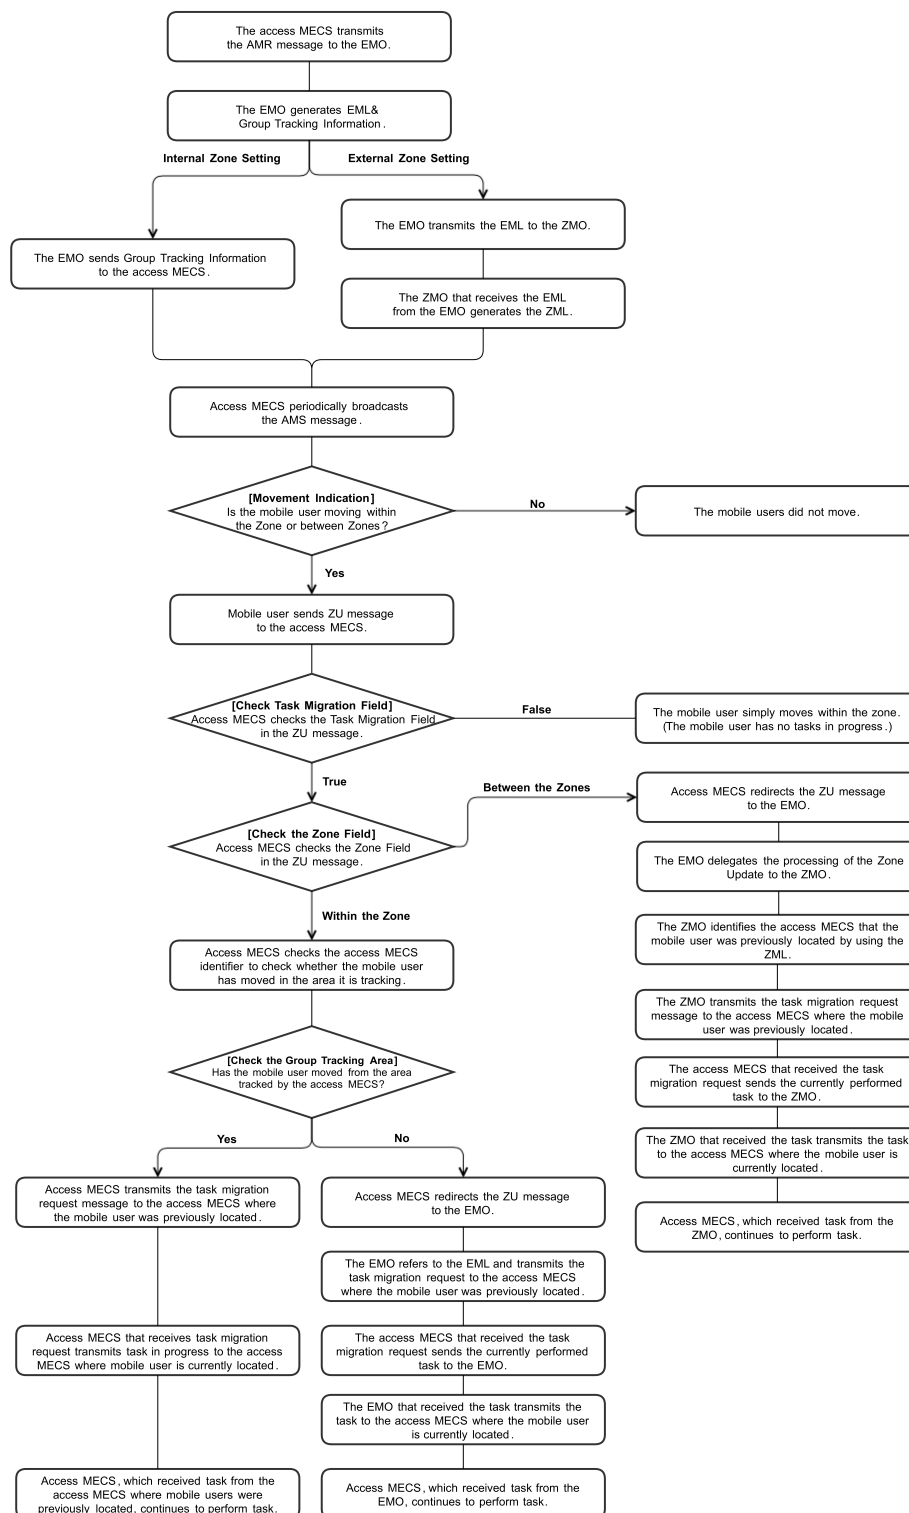 The access MECS transmits
the AMR message to the EMO.
The EMO generates EML&
Group Tracking Information.
Internal Zone Setting
External Zone Setting
The EMO transmits the EML to the ZMO.
The EMO sends Group Tracking Information
to the access MECS.
The ZMO that receives the EML
from the EMO generates the ZML.
Access MECS periodically broadcasts
the AMS message.
[Movement Indication]
Is the mobile user moving within
the Zone or between Zones?
No
The mobile users did not move.
Yes
Mobile user sends ZU message
to the access MECS.
[Check Task Migration Field]
Access MECS checks the Task Migration Field
in the ZU message.
False
The mobile user simply moves within the zone.
(The mobile user has no tasks in progress.)
True
[Check the Zone Field]
Access MECS checks the Zone Field
in the ZU message.
Between the Zones
Access MECS redirects the ZU message
to the EMO.
The EMO delegates the processing of the Zone
Update to the ZMO.
The ZMO identifies the access MECS that the
mobile user was previously located by using the
ZML.
The ZMO transmits the task migration request
message to the access MECS where the mobile
user was previously located.
The access MECS that received the task
migration request sends the currently performed
task to the ZMO.
The ZMO that received the task transmits the task
to the access MECS where the mobile user is
currently located.
Access MECS, which received task from the
ZMO, continues to perform task.
Within the Zone
Access MECS checks the access MECS
identifier to check whether the mobile user
has moved in the area it is tracking.
[Check the Group Tracking Area]
Has the mobile user moved from the area
tracked by the access MECS?
Yes
No
Access MECS transmits the task migration
request message to the access MECS where
the mobile user was previously located.
Access MECS that receives task migration
request transmits task in progress to the access
MECS where mobile user is currently located.
Access MECS, which received task from the
access MECS where mobile users were
previously located, continues to perform task.
Access MECS redirects the ZU message
to the EMO.
The EMO refers to the EML and transmits the
task migration request to the access MECS
where the mobile user was previously located.
The access MECS that received the task
migration request sends the currently performed
task to the EMO.
The EMO that received the task transmits the
task to the access MECS where the mobile user
is currently located.
Access MECS, which received task from the
EMO, continues to perform task.